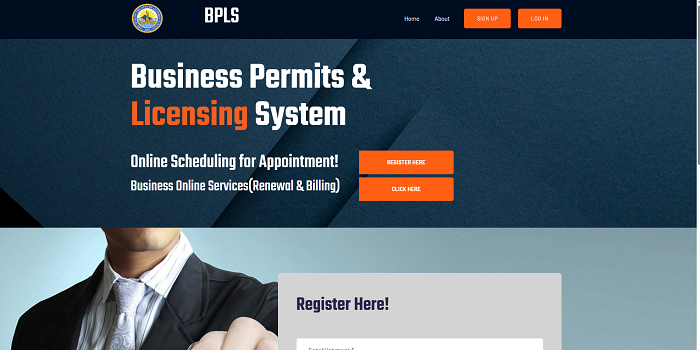 BPLS
Home
About
SIGN UP
LOG IN
Business Permits &
Licensing System
Online Scheduling for Appointment!
REGISTER HERE
Business Online Services(Renewal & Billing)
CLICK HERE
Register Here!
Establishment *